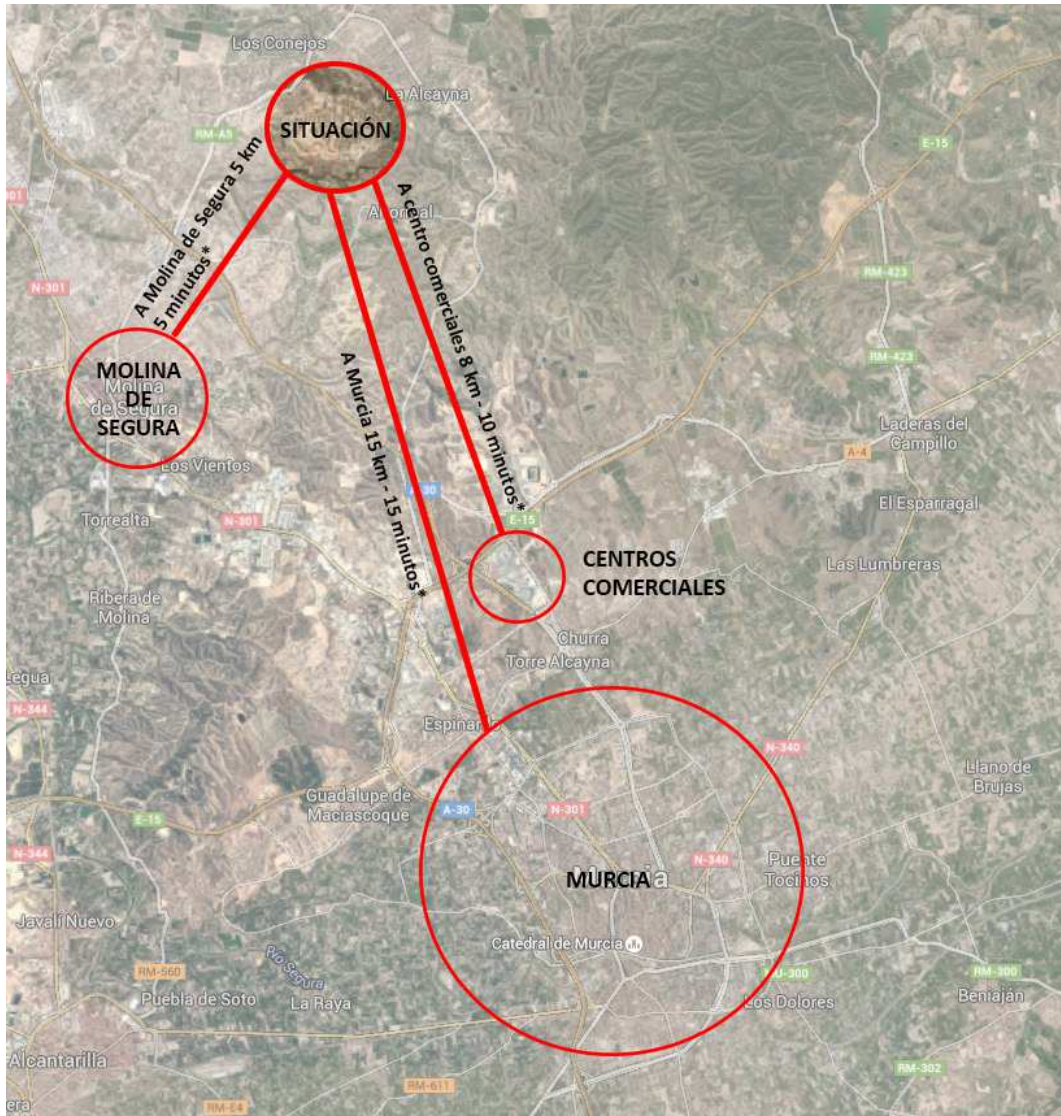 Los Conejos
La Alcayna
SITUACIÓN
RM-A5
E-15
A Molina de Segura 5 km
5 minutos*
A centro comerciales 8 km - 10 minutos*
A Murcia 15 km - 15 minutos*
N-301
RM-423
RM-423
MOLINA
DE
SEGURA
Molina
de Segura
Laderas del
Campillo
A-4
Los Vientos
A-30
El Esparragal
Torrealta
N-301
E-15
CENTROS
COMERCIALES
Las Lumbreras
Ribera de
Molina
Churra
Torre Alcayna
N-344
Espinardo
N-340
Llano de
Brujas
Guadalupe de
Maciascoque
A-30
N-301
E-15
N-344
N-340
Puente
Tocinos
MURCIA
Javalí Nuevo
Catedral de Murcia
Río Segura
RM-560
MU-300
RM-300
Puebla de Soto
La Raya
Los Dolores
Beniaján
Alcantarilla
RM-611
RM-302